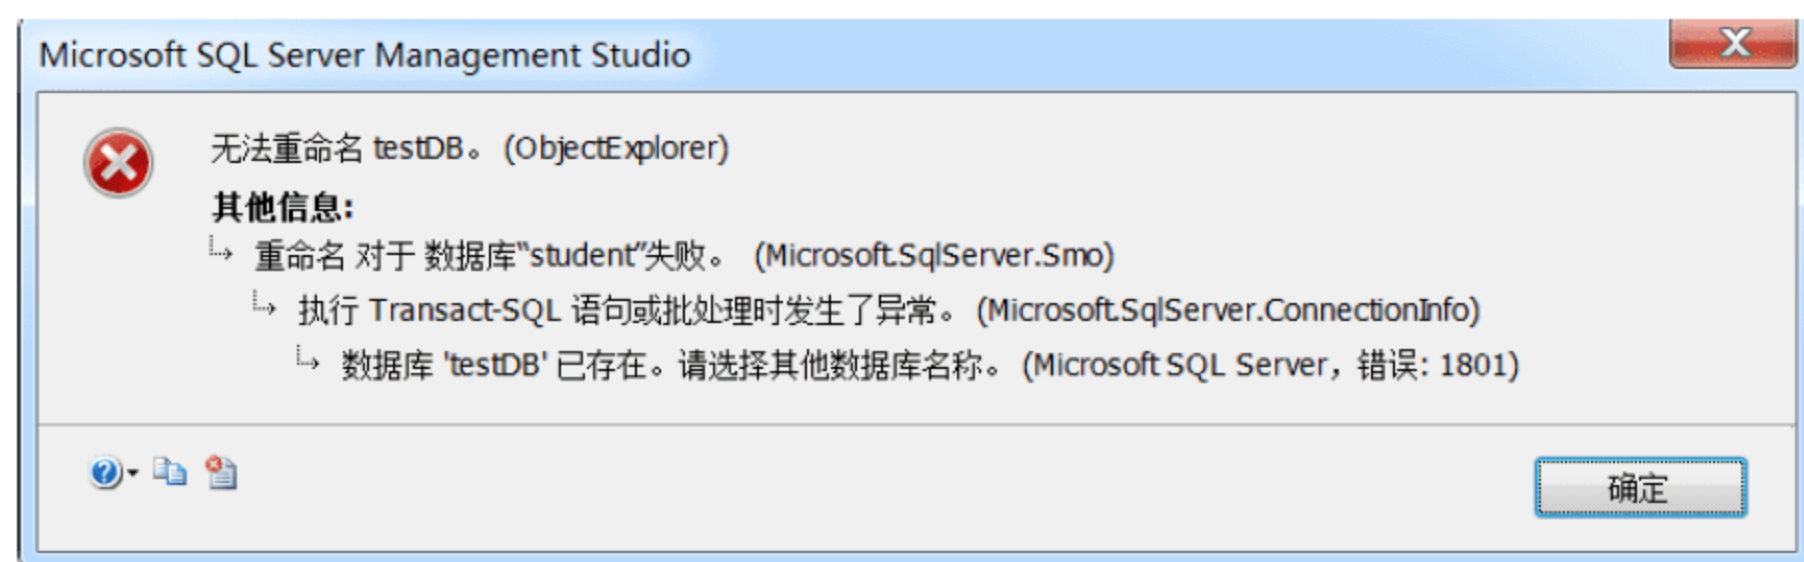 Microsoft SQL Server Management Studio
无法重命名 testDB。 (ObjectExplorer)
其他信息:
重命名 对于 数据库“student”失败。 (Microsoft.SqlServer.Smo)
执行 Transact-SQL 语句或批处理时发生了异常。 (Microsoft.SqlServer.ConnectionInfo)
数据库 'testDB' 已存在。请选择其他数据库名称。 (Microsoft SQL Server，错误: 1801)
确定